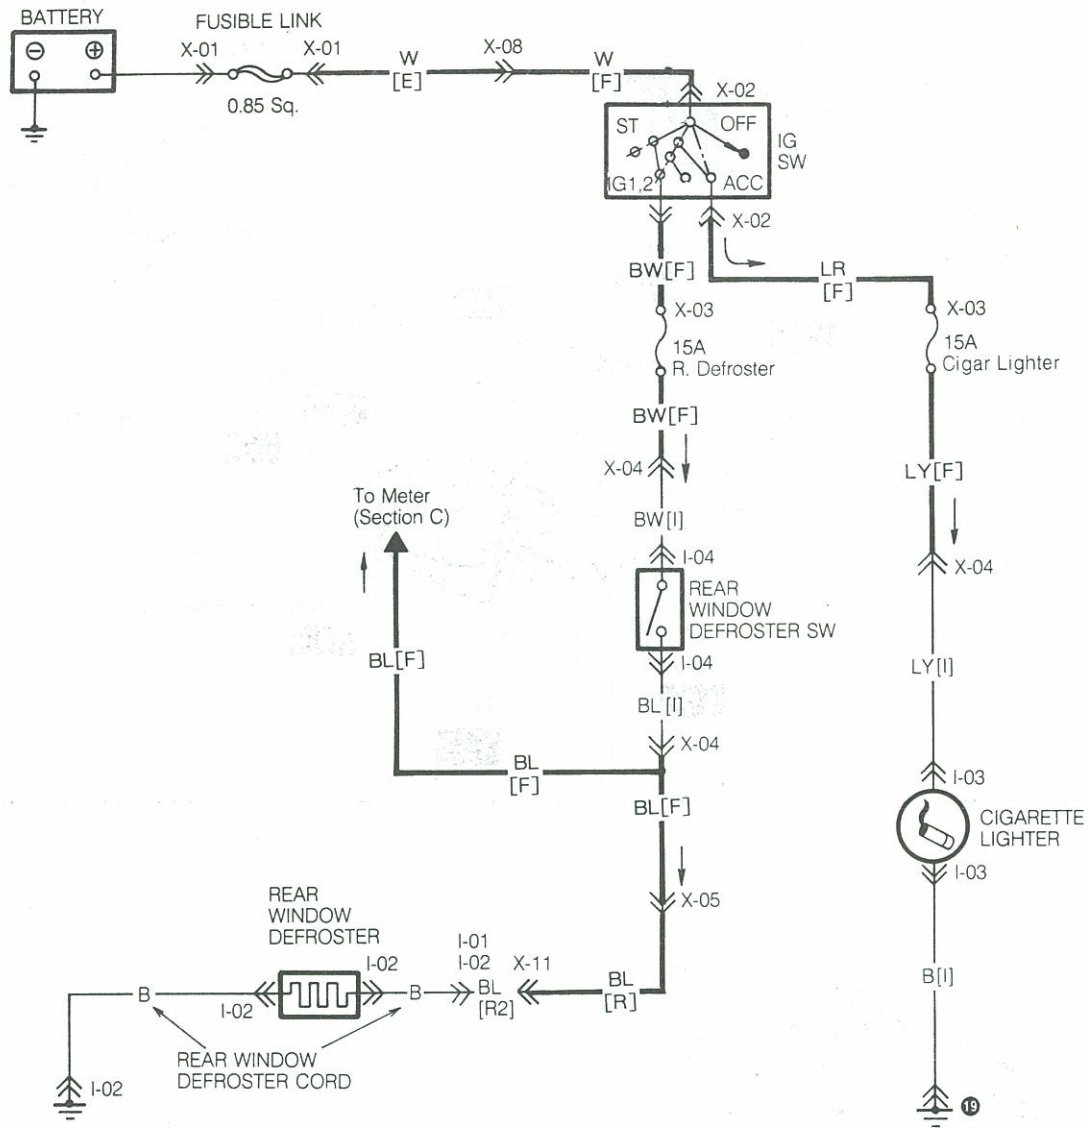 BATTERY
FUSIBLE LINK
X-01
X-01
0.85 Sq.
W
[E]
X-08
W
[F]
X-02
ST
OFF
IG
SW
IG1,2
ACC
X-02
BW[F]
LR
[F]
X-03
15A
R. Defroster
X-03
15A
Cigar Lighter
BW[F]
X-04
LY[F]
To Meter
(Section C)
BW[I]
I-04
X-04
REAR
WINDOW
DEFROSTER SW
BL[F]
I-04
LY[I]
BL[I]
X-04
BL
[F]
BL[F]
I-03
CIGARETTE
LIGHTER
I-03
X-05
REAR
WINDOW
DEFROSTER
I-02
I-01
I-02
X-11
B
I-02
B
BL
[R2]
BL
[R]
B[I]
REAR WINDOW
DEFROSTER CORD
I-02
19